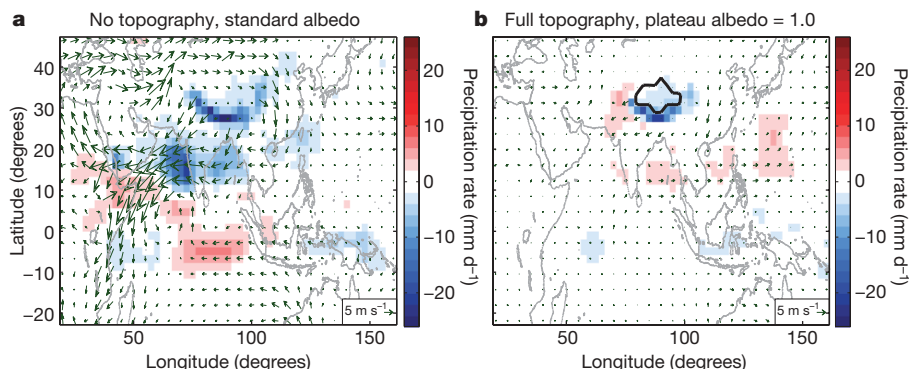 a No topography, standard albedo
40
30
20
10
0
−10
−20
Latitude (degrees)
50
100
150
Longitude (degrees)
5 m s⁻¹
20
10
0
−10
−20
Precipitation rate (mm d⁻¹)
b Full topography, plateau albedo = 1.0
50
100
150
Longitude (degrees)
5 m s⁻¹
20
10
0
−10
−20
Precipitation rate (mm d⁻¹)